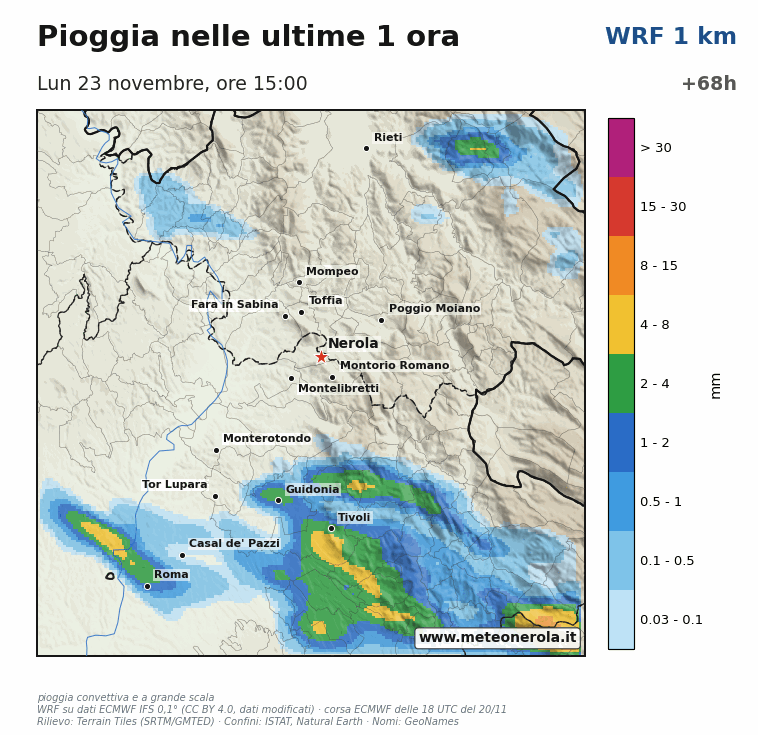 Pioggia nelle ultime 1 ora
WRF 1 km
Lun 23 novembre, ore 15:00
+68h
Rieti
Mompeo
Fara in Sabina
Toffia
Poggio Moiano
Nerola
Montorio Romano
Montelibretti
Monterotondo
Tor Lupara
Guidonia
Tivoli
Casal de' Pazzi
Roma
www.meteonerola.it
> 30
15 - 30
8 - 15
4 - 8
2 - 4
1 - 2
0.5 - 1
0.1 - 0.5
0.03 - 0.1
mm
pioggia convettiva e a grande scala
WRF su dati ECMWF IFS 0,1° (CC BY 4.0, dati modificati) · corsa ECMWF delle 18 UTC del 20/11
Rilievo: Terrain Tiles (SRTM/GMTED) · Confini: ISTAT, Natural Earth · Nomi: GeoNames